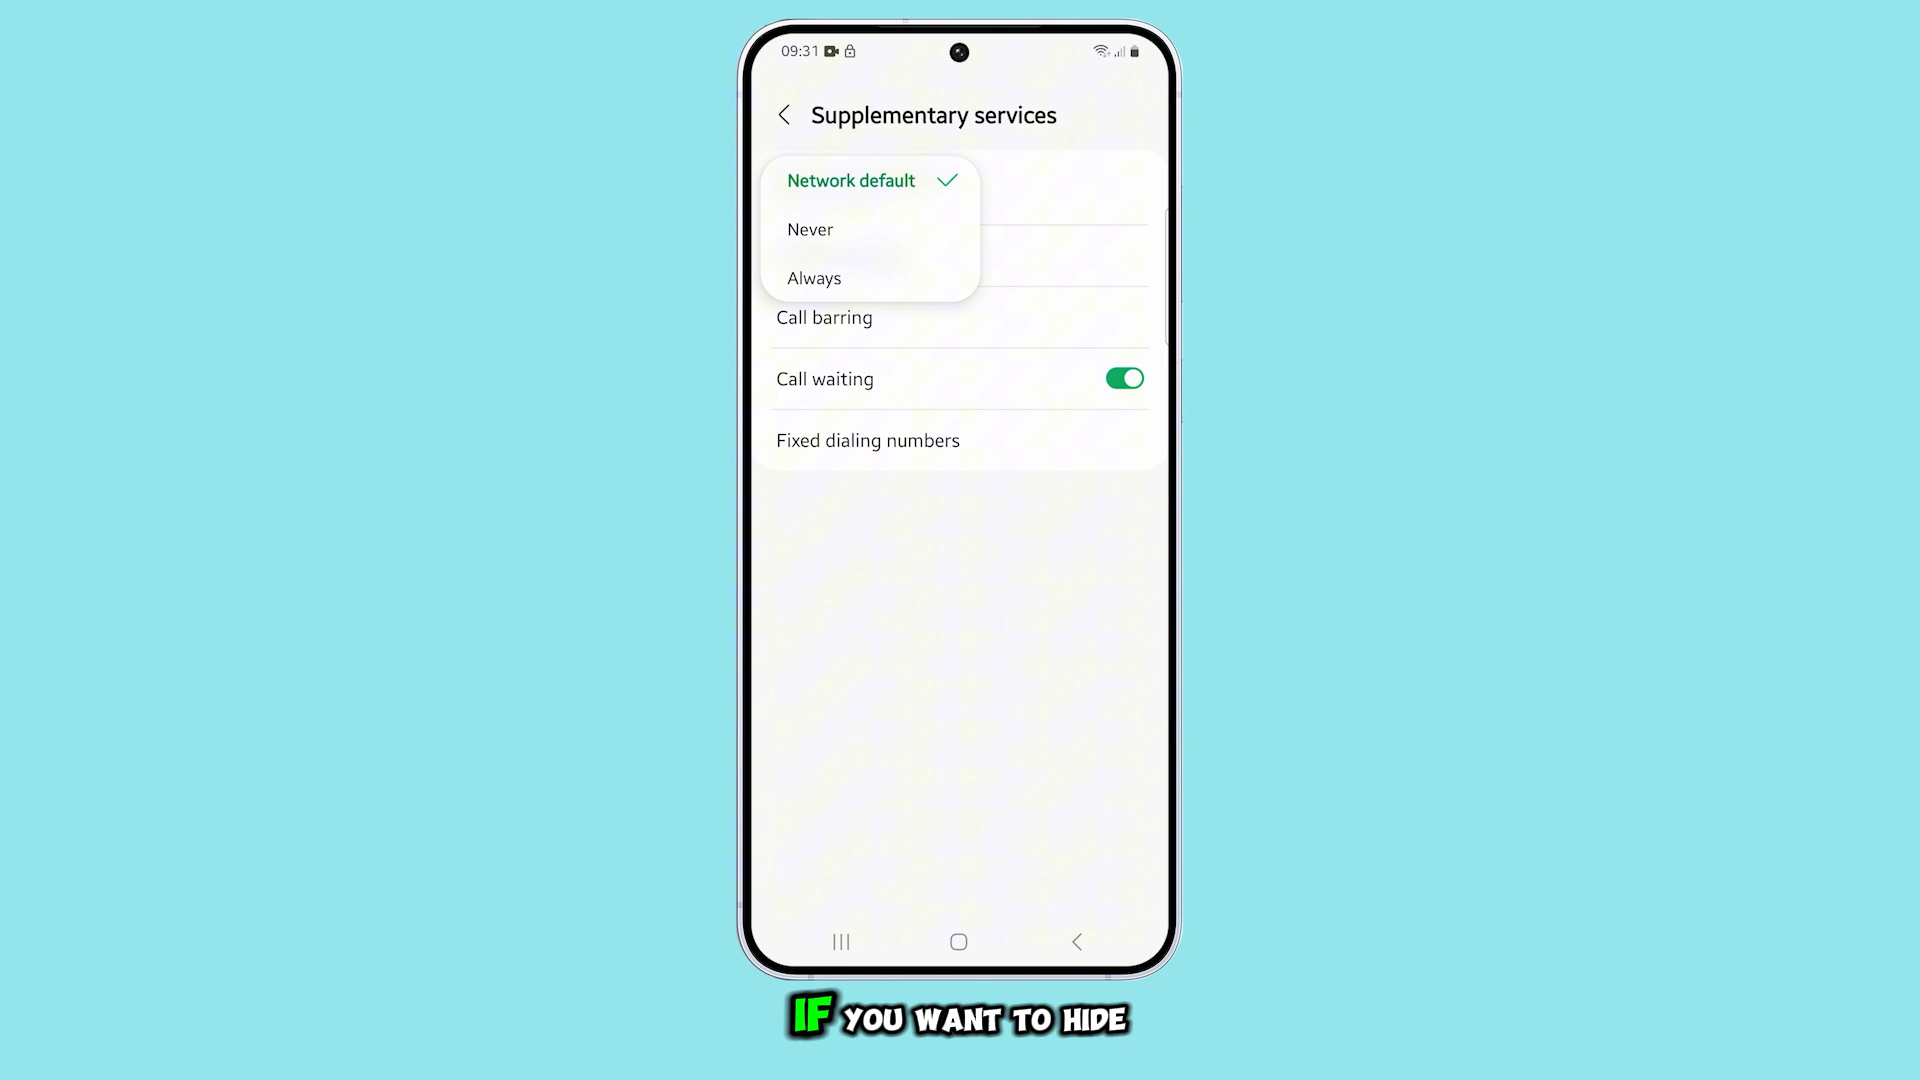 09:31
Supplementary services
Network default
Never
Always
Call barring
Call waiting
Fixed dialing numbers
IF YOU WANT TO HIDE